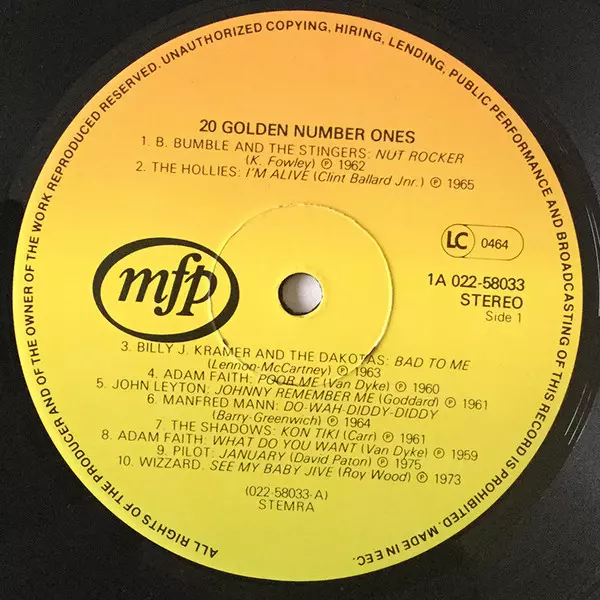 ALL RIGHTS OF THE PRODUCER AND OF THE OWNER OF THE WORK REPRODUCED RESERVED. UNAUTHORIZED COPYING, HIRING, LENDING, PUBLIC PERFORMANCE AND BROADCASTING OF THIS RECORD IS PROHIBITED. MADE IN EEC.
20 GOLDEN NUMBER ONES
1. B. BUMBLE AND THE STINGERS: NUT ROCKER
(K. Fowley) ℗ 1962
2. THE HOLLIES: I'M ALIVE (Clint Ballard Jnr.) ℗ 1965
LC 0464
mfp
1A 022-58033
STEREO
Side 1
3. BILLY J. KRAMER AND THE DAKOTAS: BAD TO ME
(Lennon-McCartney) ℗ 1963
4. ADAM FAITH: POOR ME (Van Dyke) ℗ 1960
5. JOHN LEYTON: JOHNNY REMEMBER ME (Goddard) ℗ 1961
6. MANFRED MANN: DO-WAH-DIDDY-DIDDY
(Barry-Greenwich) ℗ 1964
7. THE SHADOWS: KON TIKI (Carr) ℗ 1961
8. ADAM FAITH: WHAT DO YOU WANT (Van Dyke) ℗ 1959
9. PILOT: JANUARY (David Paton) ℗ 1975
10. WIZZARD. SEE MY BABY JIVE (Roy Wood) ℗ 1973
(022-58033-A)
STEMRA